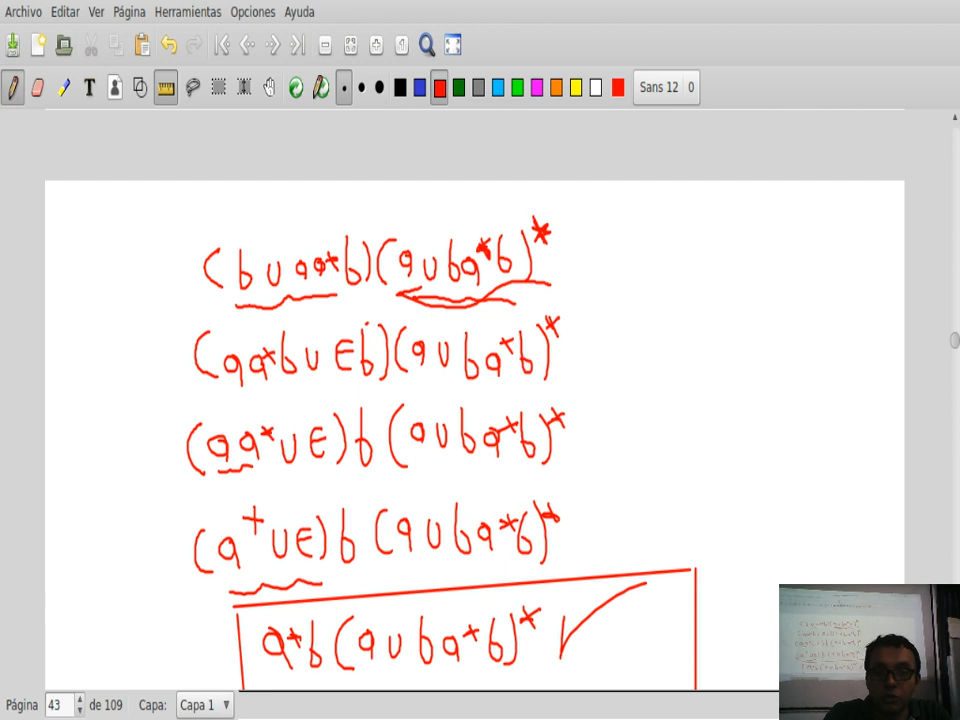 Archivo Editar Ver Página Herramientas Opciones Ayuda
T Sans 12 0
(b ∪ aa*b)(a ∪ ba*b)*
(aa*b ∪ ∈b)(a ∪ ba*b)*
(aa* ∪ ∈)b(a ∪ ba*b)*
(a⁺ ∪ ∈)b(a ∪ ba*b)*
a*b(a ∪ ba*b)* ✓
Página 43 de 109 Capa: Capa 1